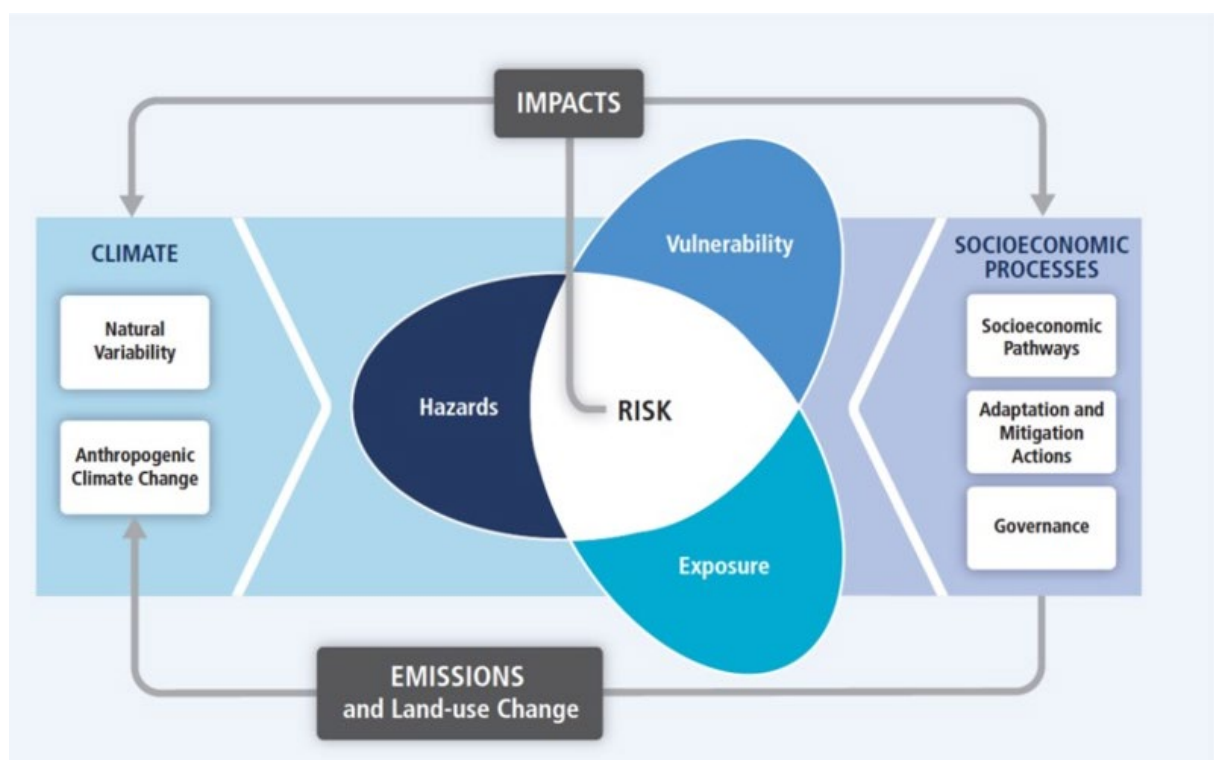 IMPACTS
CLIMATE
Natural
Variability
Anthropogenic
Climate Change
Vulnerability
Hazards
RISK
Exposure
SOCIOECONOMIC
PROCESSES
Socioeconomic
Pathways
Adaptation and
Mitigation
Actions
Governance
EMISSIONS
and Land-use Change